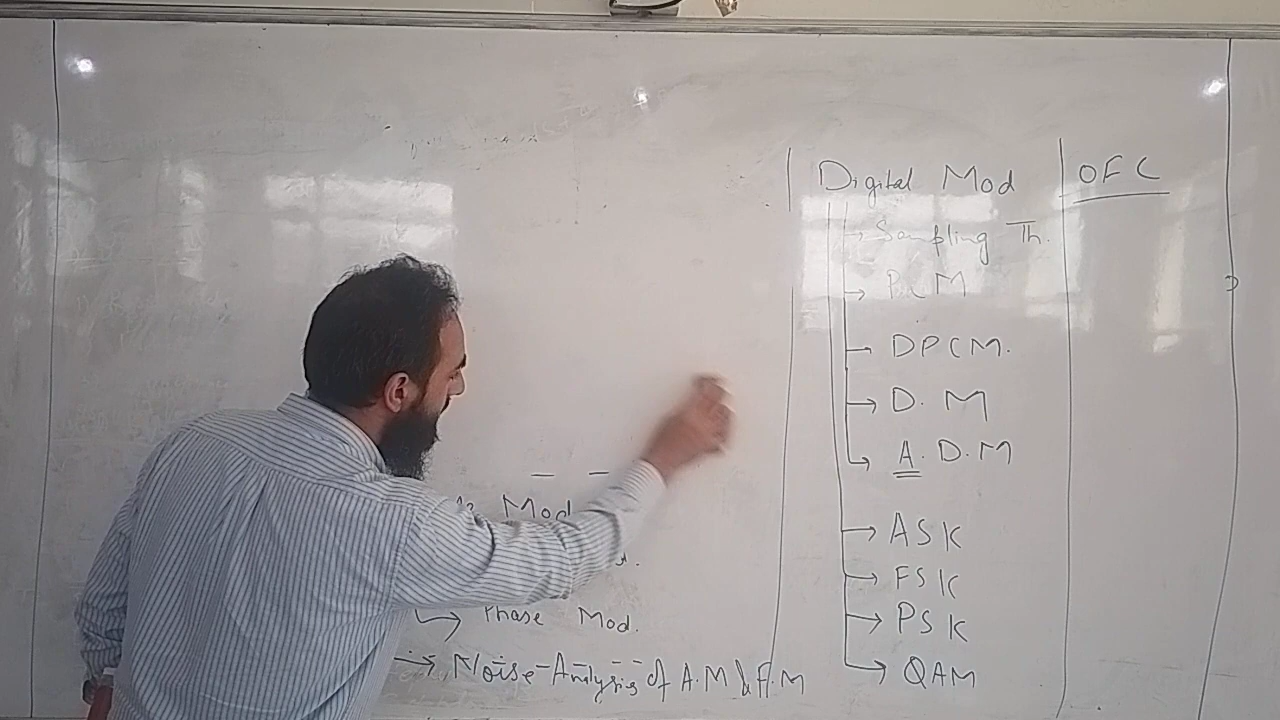 Mod
Phase Mod.
Noise Analysis of A.M & F.M
Digital Mod
Sampling Th.
PCM
DPCM.
D. M
A. D. M
ASK
FSK
PSK
QAM
OFC